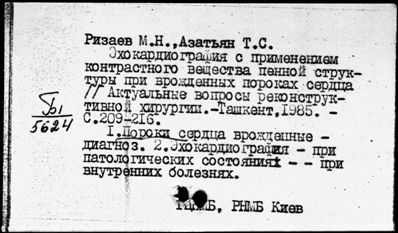 Ризаев М.Н.,Азатьян Т.С.
Эхокардиография с применением
контрастного вещества пенной струк-
туры при врожденных пороках сердца
// Актуальные вопросы реконструк-
тивной хирургии.-Ташкент,1985. -
С.209-216.
Бı
5624
1.Пороки сердца врожденные -
диагноз. 2.Эхокардиография - при
патологических состояниях - - при
внутренних болезнях.
РНМБ Киев